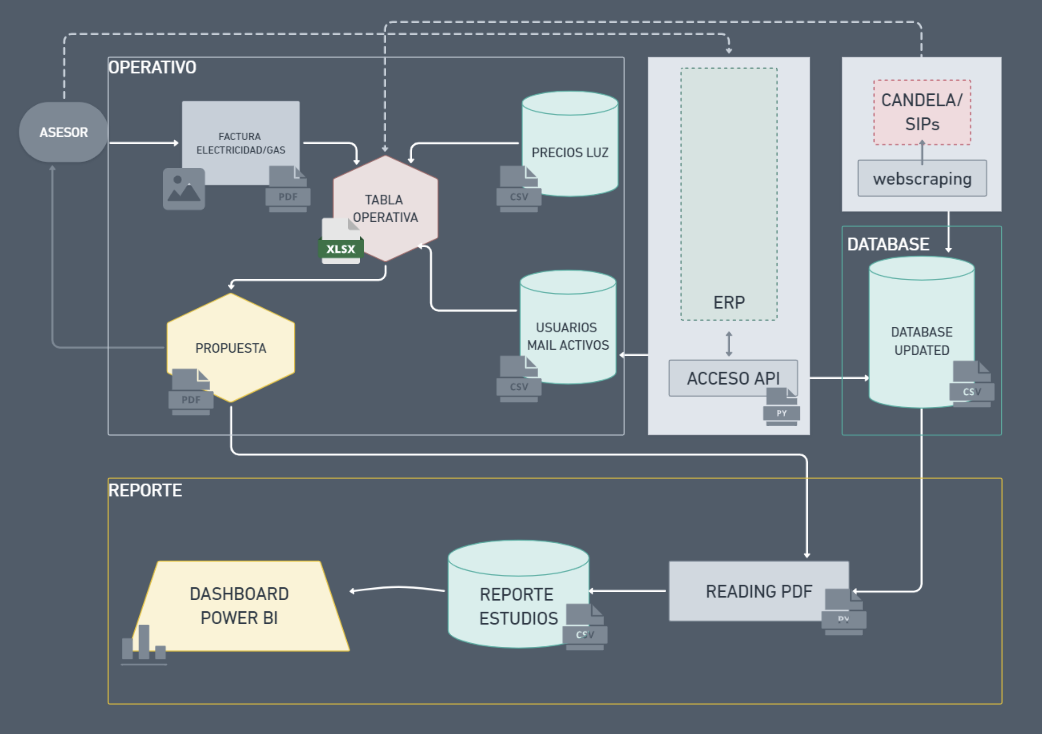 OPERATIVO
ASESOR
FACTURA
ELECTRICIDAD/GAS
PDF
TABLA
OPERATIVA
XLSX
PRECIOS LUZ
CSV
USUARIOS
MAIL ACTIVOS
CSV
PROPUESTA
PDF
ERP
ACCESO API
PY
CANDELA/
SIPs
webscraping
DATABASE
DATABASE
UPDATED
CSV
REPORTE
DASHBOARD
POWER BI
REPORTE
ESTUDIOS
CSV
READING PDF
PY